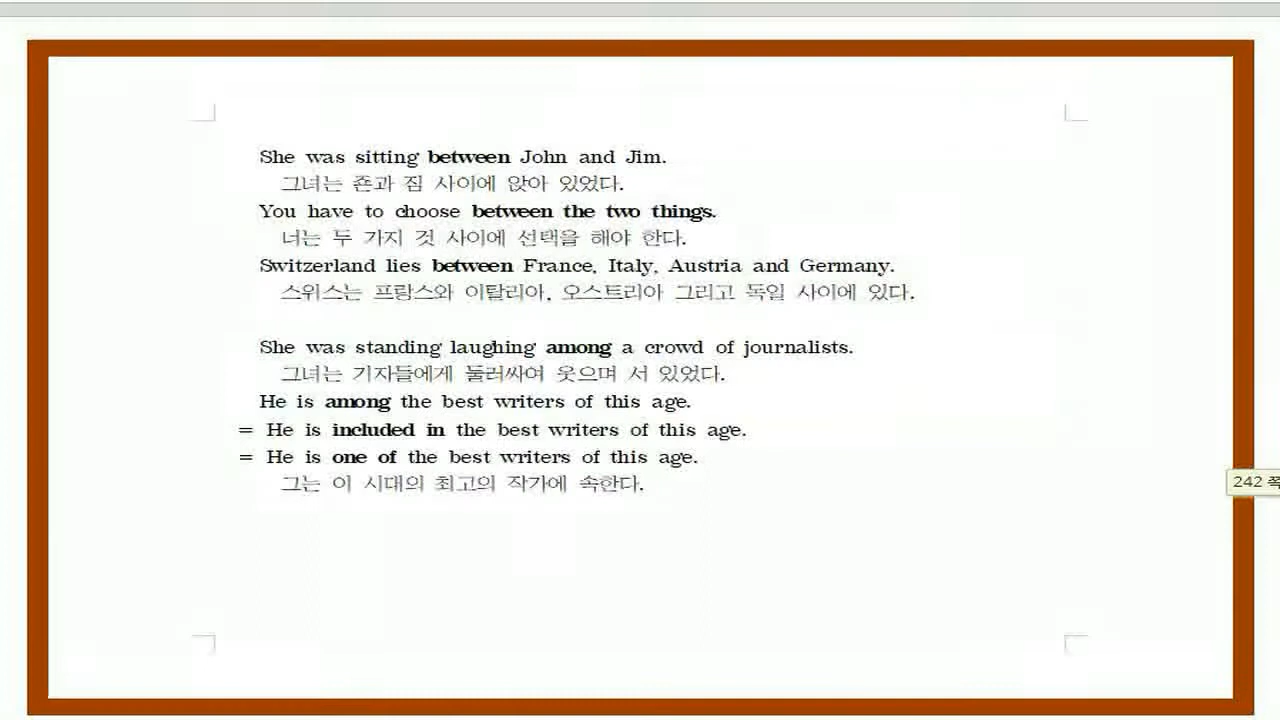 She was sitting between John and Jim.
그녀는 죤과 짐 사이에 앉아 있었다.
You have to choose between the two things.
너는 두 가지 것 사이에 선택을 해야 한다.
Switzerland lies between France, Italy, Austria and Germany.
스위스는 프랑스와 이탈리아, 오스트리아 그리고 독일 사이에 있다.
She was standing laughing among a crowd of journalists.
그녀는 기자들에게 둘러싸여 웃으며 서 있었다.
He is among the best writers of this age.
= He is included in the best writers of this age.
= He is one of the best writers of this age.
그는 이 시대의 최고의 작가에 속한다.
242 쪽